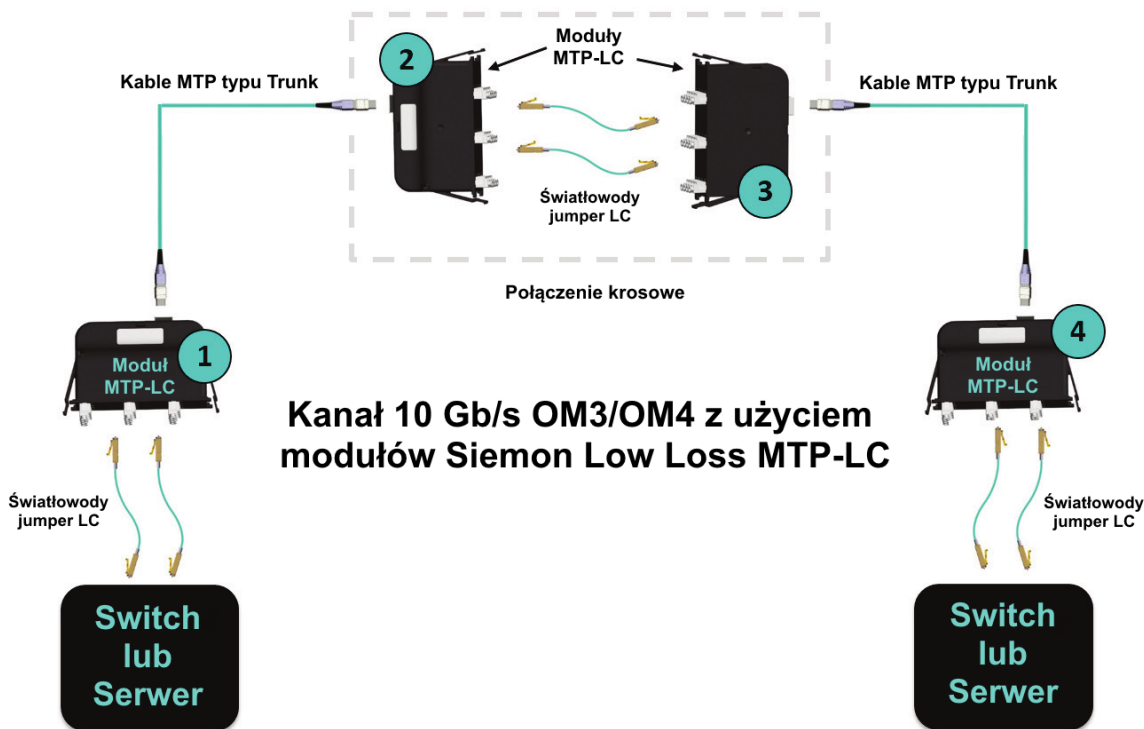 2
Moduły
MTP-LC
Kable MTP typu Trunk
Kable MTP typu Trunk
3
Światłowody
jumper LC
Połączenie krosowe
1
Moduł
MTP-LC
4
Moduł
MTP-LC
Kanał 10 Gb/s OM3/OM4 z użyciem
modułów Siemon Low Loss MTP-LC
Światłowody
jumper LC
Światłowody
jumper LC
Switch
lub
Serwer
Switch
lub
Serwer